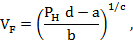 V_F = ( (P_H d − a) / b )^{1/c} ,